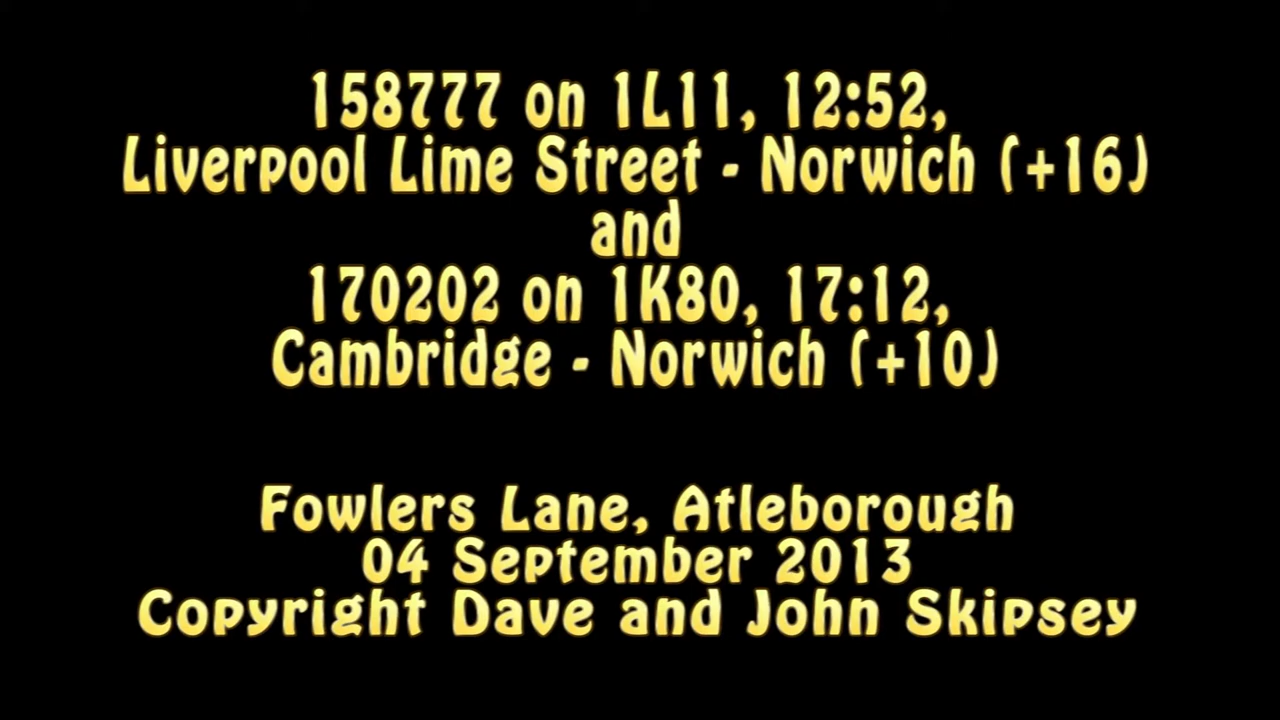 158777 on 1L11, 12:52,
Liverpool Lime Street - Norwich (+16)
and
170202 on 1K80, 17:12,
Cambridge - Norwich (+10)
Fowlers Lane, Atleborough
04 September 2013
Copyright Dave and John Skipsey